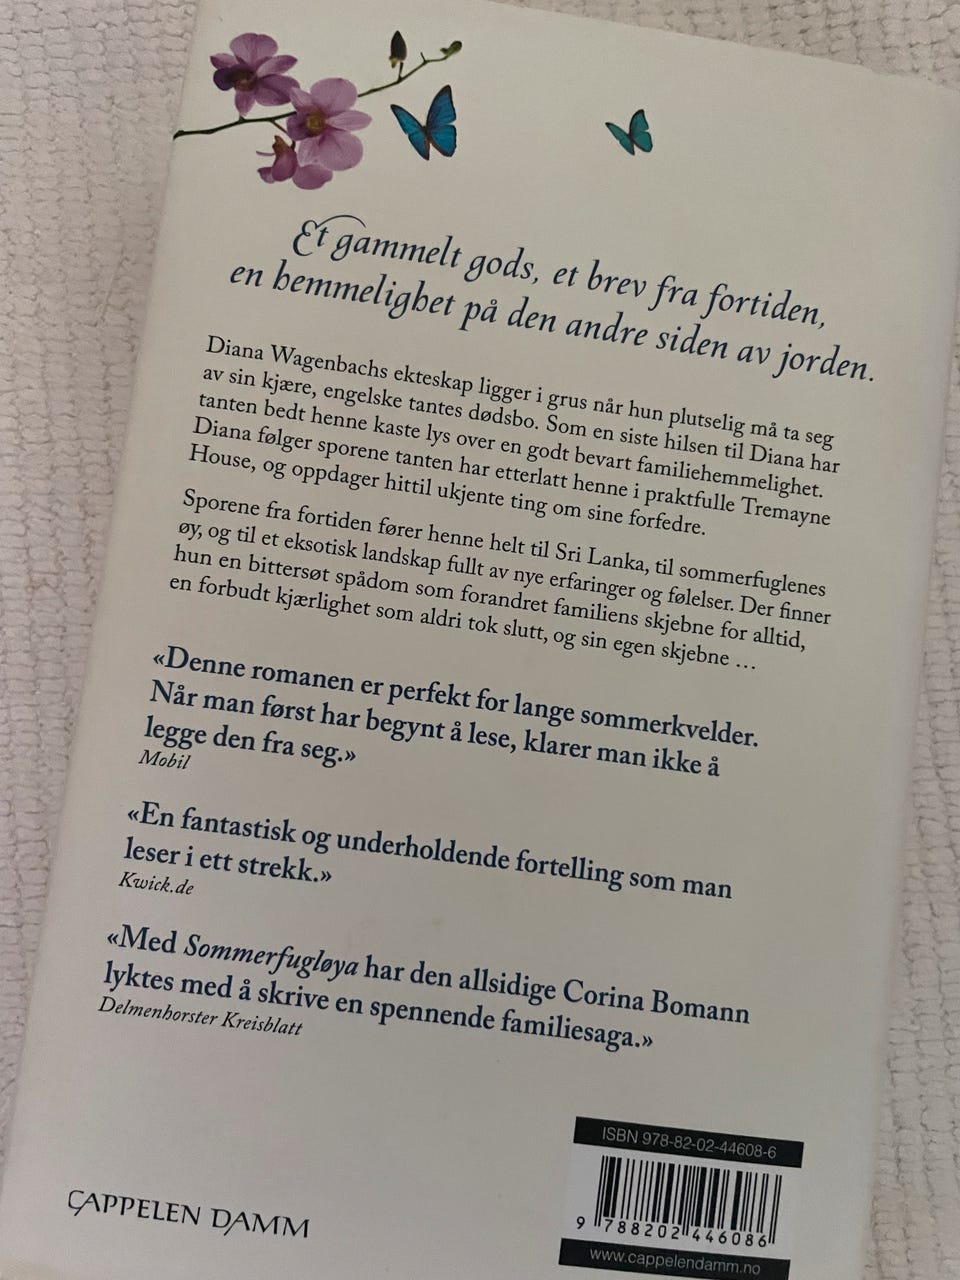 Et gammelt gods, et brev fra fortiden,
en hemmelighet på den andre siden av jorden.
Diana Wagenbachs ekteskap ligger i grus når hun plutselig må ta seg
av sin kjære, engelske tantes dødsbo. Som en siste hilsen til Diana har
tanten bedt henne kaste lys over en godt bevart familiehemmelighet.
Diana følger sporene tanten har etterlatt henne i praktfulle Tremayne
House, og oppdager hittil ukjente ting om sine forfedre.
Sporene fra fortiden fører henne helt til Sri Lanka, til sommerfuglenes
øy, og til et eksotisk landskap fullt av nye erfaringer og følelser. Der finner
hun en bittersøt spådom som forandret familiens skjebne for alltid,
en forbudt kjærlighet som aldri tok slutt, og sin egen skjebne …
«Denne romanen er perfekt for lange sommerkvelder.
Når man først har begynt å lese, klarer man ikke å
legge den fra seg.»
Mobil
«En fantastisk og underholdende fortelling som man
leser i ett strekk.»
Kwick.de
«Med Sommerfugløya har den allsidige Corina Bomann
lyktes med å skrive en spennende familiesaga.»
Delmenhorster Kreisblatt
ISBN 978-82-02-44608-6
9 788202 446086
www.cappelendamm.no
CAPPELEN DAMM